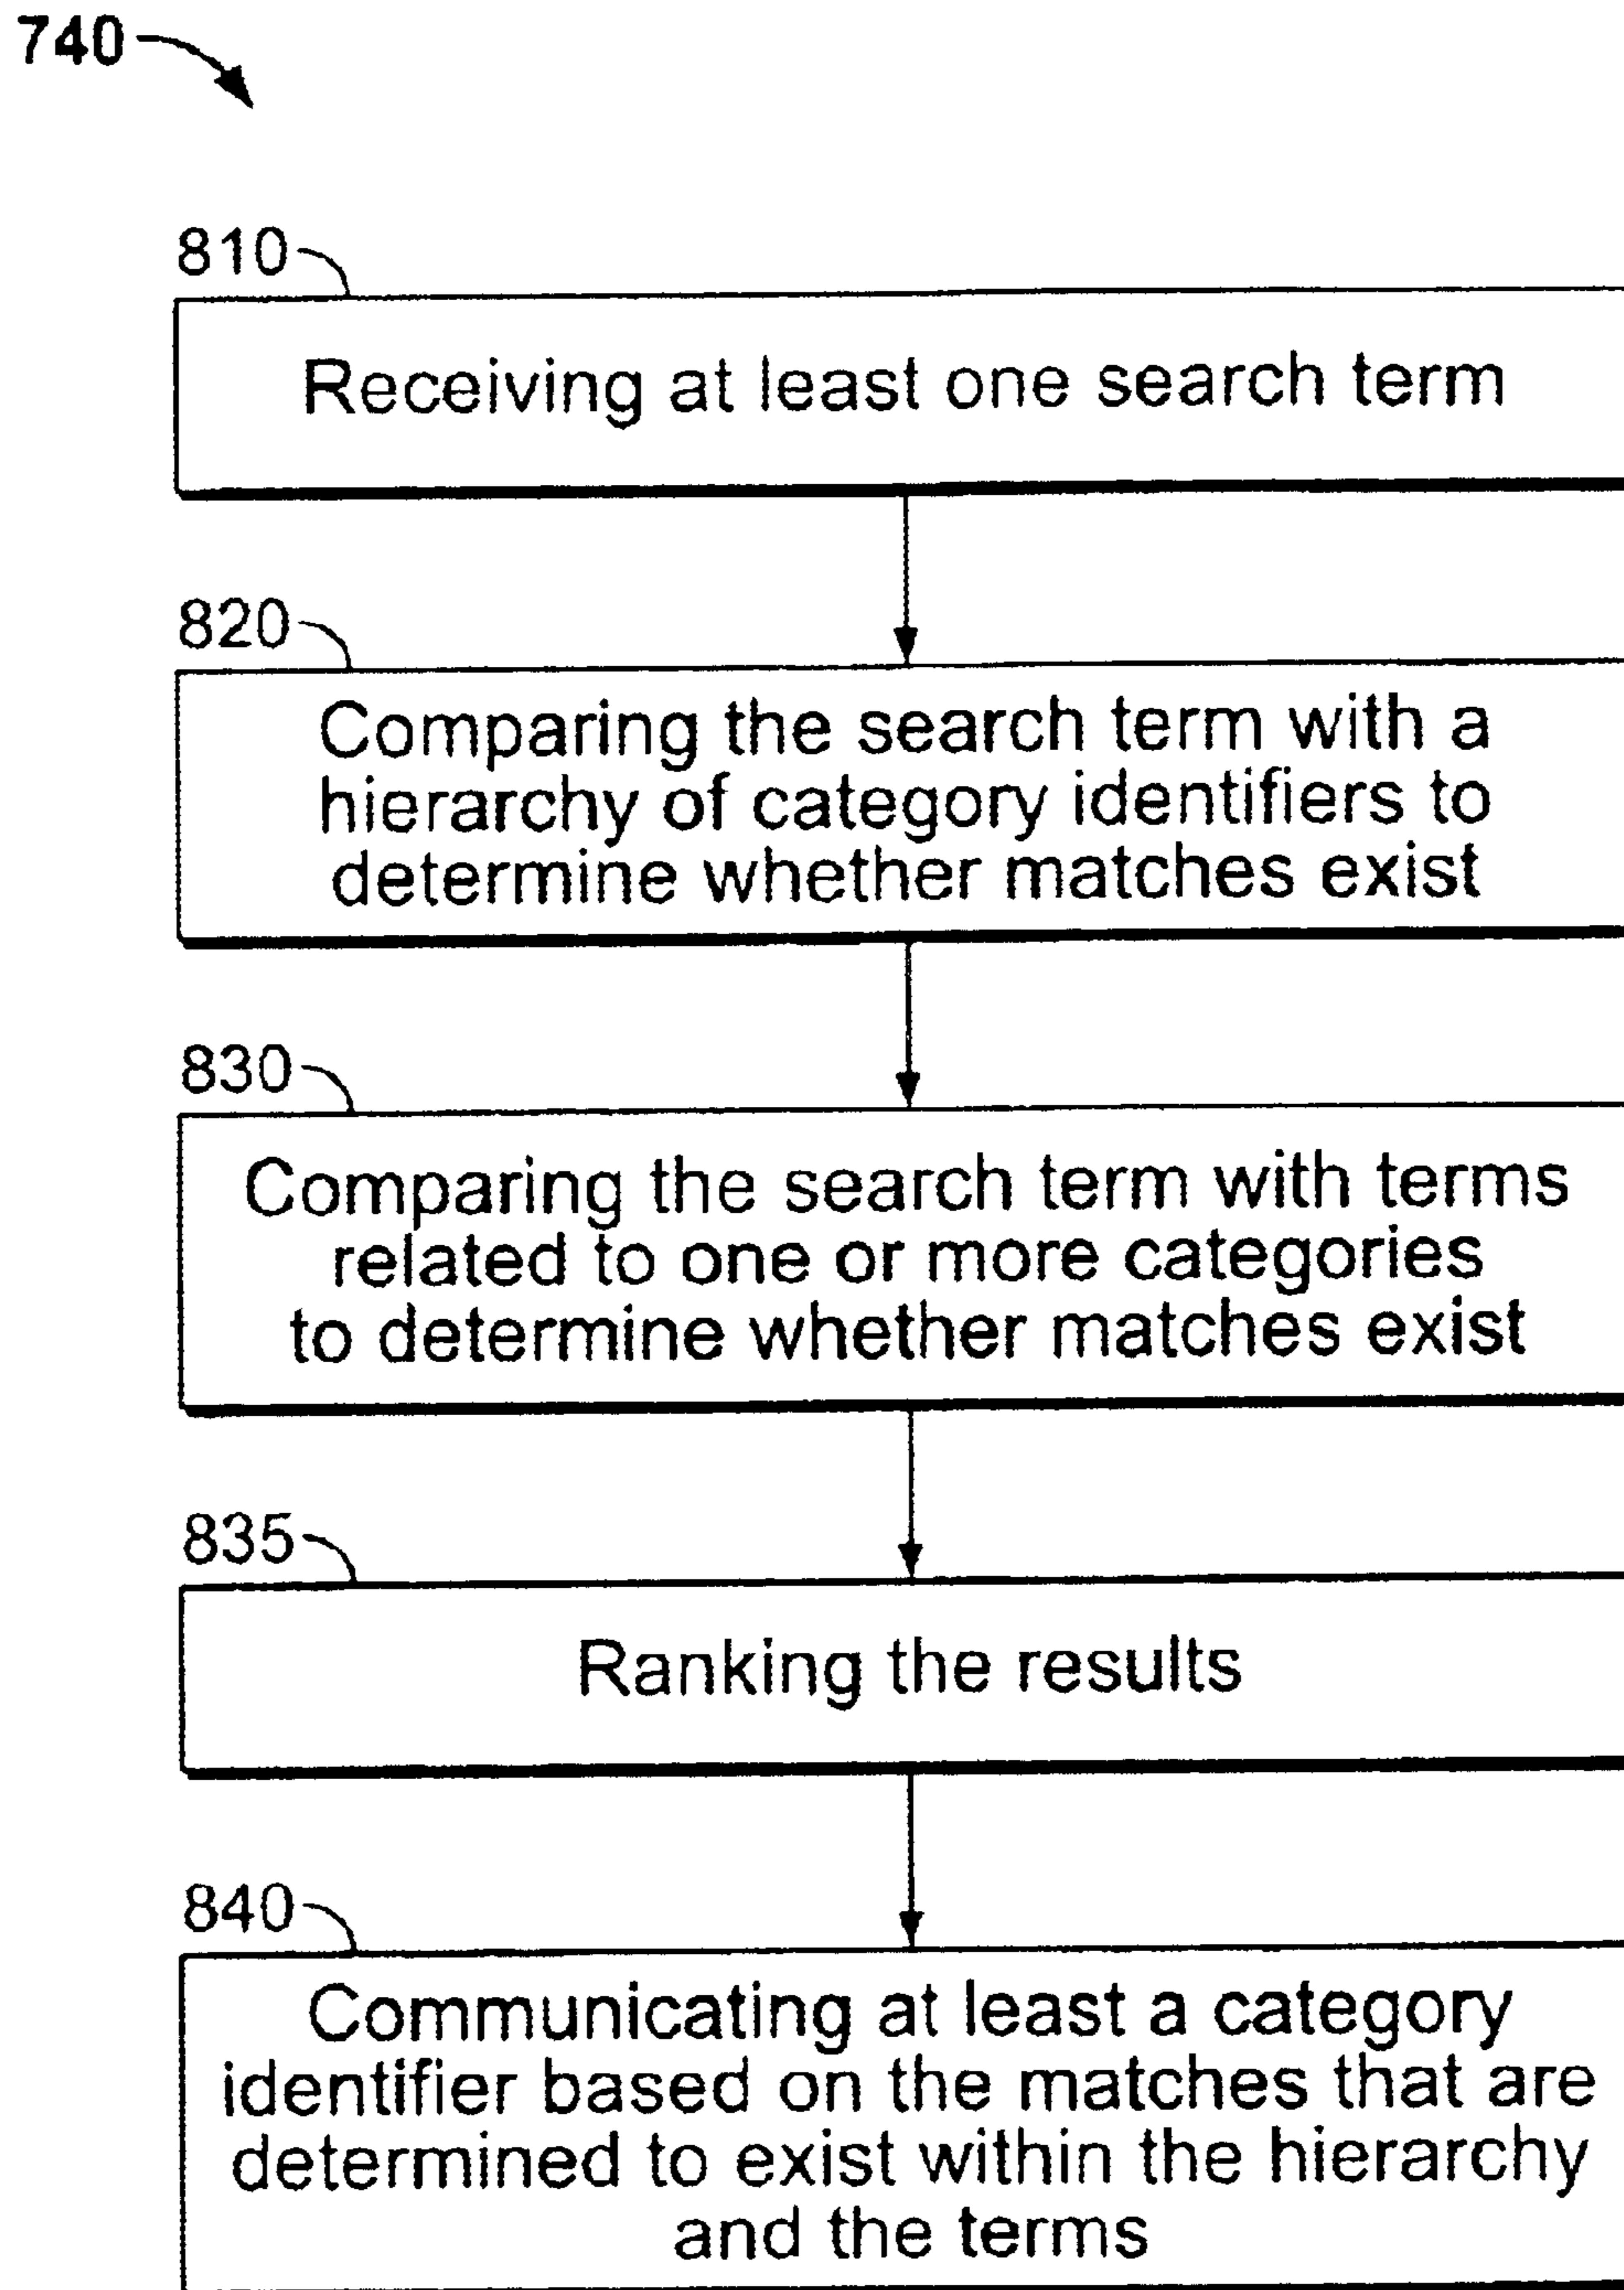 740
810
Receiving at least one search term
820
Comparing the search term with a
hierarchy of category identifiers to
determine whether matches exist
830
Comparing the search term with terms
related to one or more categories
to determine whether matches exist
835
Ranking the results
840
Communicating at least a category
identifier based on the matches that are
determined to exist within the hierarchy
and the terms